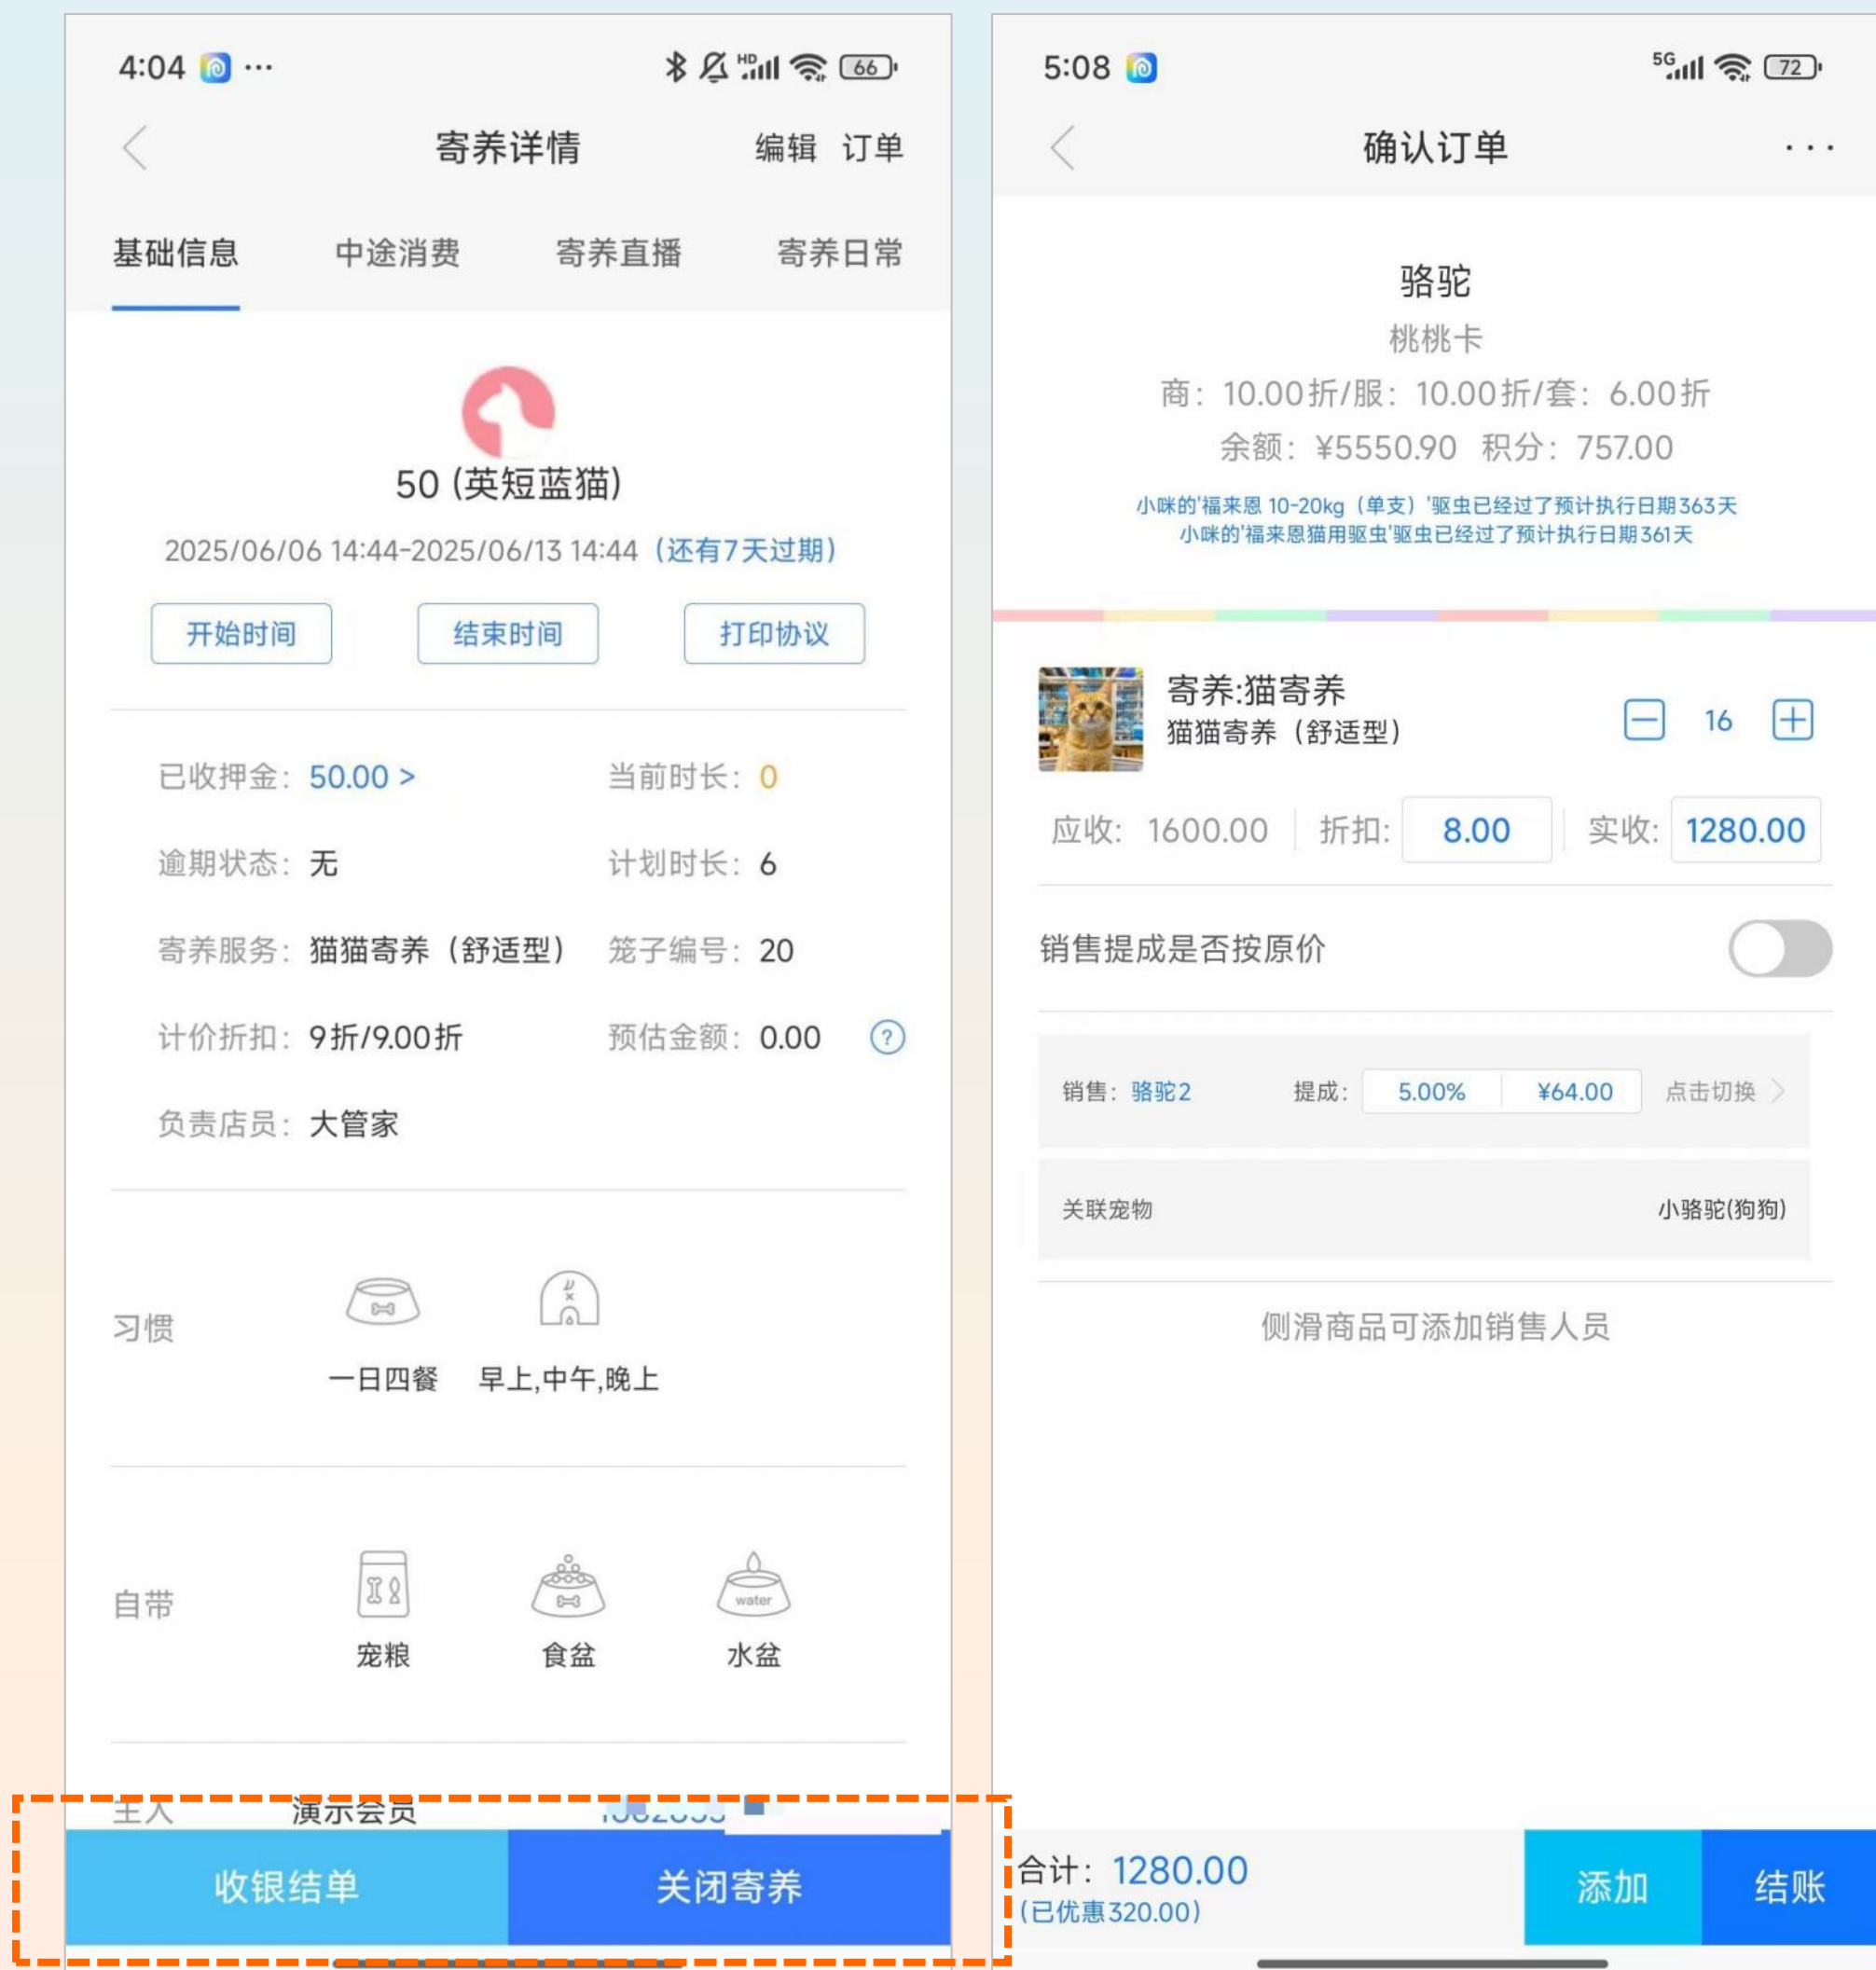 4:04 ··· HD 66
寄养详情 编辑 订单
基础信息 中途消费 寄养直播 寄养日常
50 (英短蓝猫)
2025/06/06 14:44-2025/06/13 14:44 (还有7天过期)
开始时间 结束时间 打印协议
已收押金: 50.00 > 当前时长: 0
逾期状态: 无 计划时长: 6
寄养服务: 猫猫寄养（舒适型） 笼子编号: 20
计价折扣: 9折/9.00折 预估金额: 0.00 ?
负责店员: 大管家
习惯
一日四餐 早上,中午,晚上
自带
water
宠粮 食盆 水盆
主人 演示会员
收银结单 关闭寄养
5:08 5G 72
确认订单 ···
骆驼
桃桃卡
商: 10.00折/服: 10.00折/套: 6.00折
余额: ¥5550.90 积分: 757.00
小咪的'福来恩 10-20kg（单支）'驱虫已经过了预计执行日期363天
小咪的'福来恩猫用驱虫'驱虫已经过了预计执行日期361天
寄养:猫寄养
猫猫寄养（舒适型） 16
应收: 1600.00 折扣: 8.00 实收: 1280.00
销售提成是否按原价
销售: 骆驼2 提成: 5.00% ¥64.00 点击切换 >
关联宠物 小骆驼(狗狗)
侧滑商品可添加销售人员
合计: 1280.00
(已优惠320.00)
添加 结账